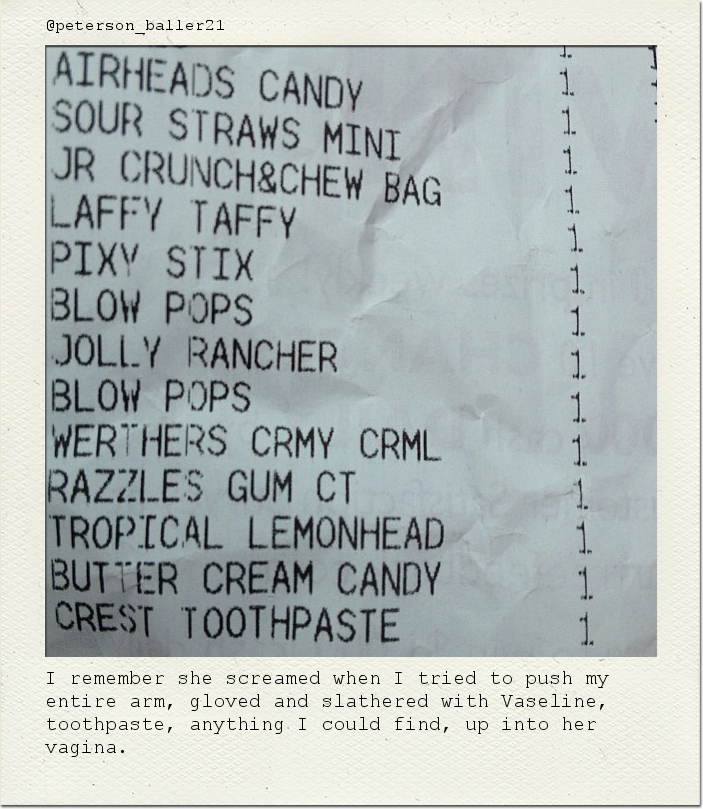 @peterson_baller21
AIRHEADS CANDY 1
SOUR STRAWS MINI 1
JR CRUNCH&CHEW BAG 1
LAFFY TAFFY 1
PIXY STIX 1
BLOW POPS 1
JOLLY RANCHER 1
BLOW POPS 1
WERTHERS CRMY CRML 1
RAZZLES GUM CT 1
TROPICAL LEMONHEAD 1
BUTTER CREAM CANDY 1
CREST TOOTHPASTE 1
I remember she screamed when I tried to push my
entire arm, gloved and slathered with Vaseline,
toothpaste, anything I could find, up into her
vagina.